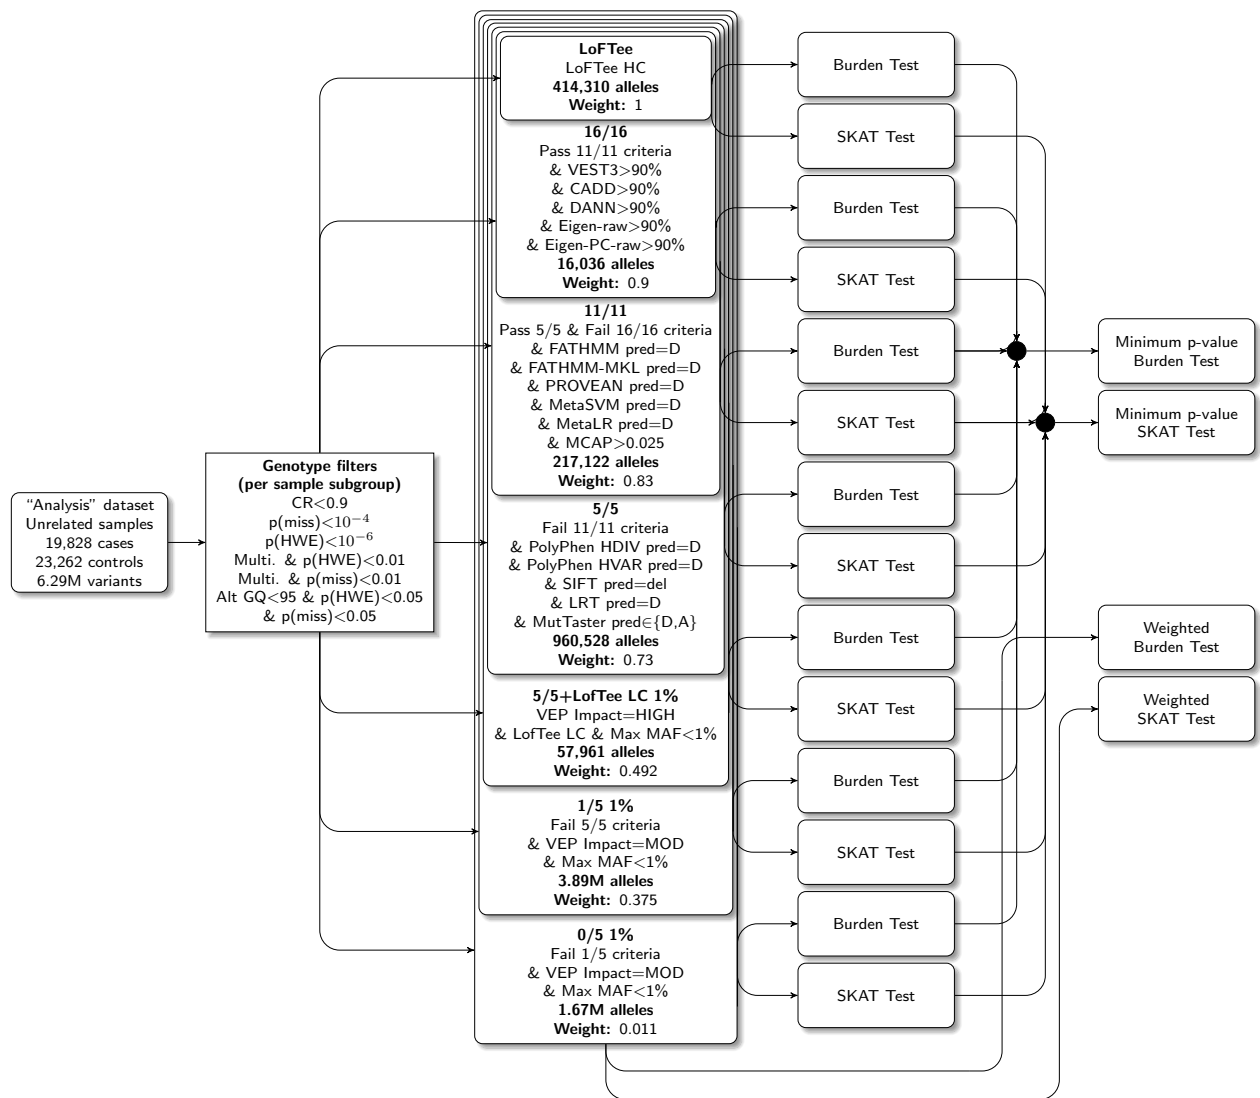 “Analysis” dataset
Unrelated samples
19,828 cases
23,262 controls
6.29M variants
Genotype filters
(per sample subgroup)
CR<0.9
p(miss)<10⁻⁴
p(HWE)<10⁻⁶
Multi. & p(HWE)<0.01
Multi. & p(miss)<0.01
Alt GQ<95 & p(HWE)<0.05
& p(miss)<0.05
LoFTee
LoFTee HC
414,310 alleles
Weight: 1
16/16
Pass 11/11 criteria
& VEST3>90%
& CADD>90%
& DANN>90%
& Eigen-raw>90%
& Eigen-PC-raw>90%
16,036 alleles
Weight: 0.9
11/11
Pass 5/5 & Fail 16/16 criteria
& FATHMM pred=D
& FATHMM-MKL pred=D
& PROVEAN pred=D
& MetaSVM pred=D
& MetaLR pred=D
& MCAP>0.025
217,122 alleles
Weight: 0.83
5/5
Fail 11/11 criteria
& PolyPhen HDIV pred=D
& PolyPhen HVAR pred=D
& SIFT pred=del
& LRT pred=D
& MutTaster pred∈{D,A}
960,528 alleles
Weight: 0.73
5/5+LofTee LC 1%
VEP Impact=HIGH
& LofTee LC & Max MAF<1%
57,961 alleles
Weight: 0.492
1/5 1%
Fail 5/5 criteria
& VEP Impact=MOD
& Max MAF<1%
3.89M alleles
Weight: 0.375
0/5 1%
Fail 1/5 criteria
& VEP Impact=MOD
& Max MAF<1%
1.67M alleles
Weight: 0.011
Burden Test
SKAT Test
Burden Test
SKAT Test
Burden Test
SKAT Test
Burden Test
SKAT Test
Burden Test
SKAT Test
Burden Test
SKAT Test
Burden Test
SKAT Test
Minimum p-value
Burden Test
Minimum p-value
SKAT Test
Weighted
Burden Test
Weighted
SKAT Test